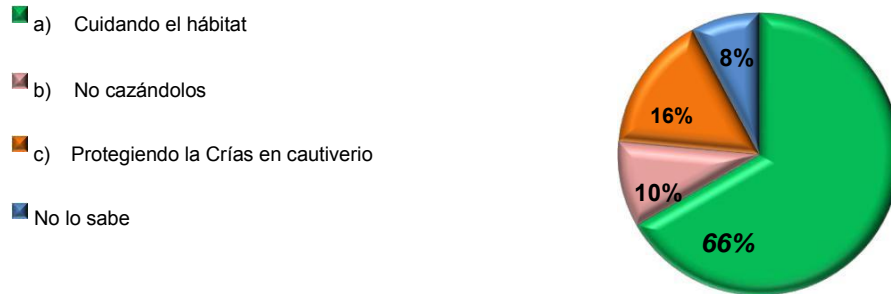 a) Cuidando el hábitat
b) No cazándolos
c) Protegiendo la Crías en cautiverio
No lo sabe
8%
16%
10%
66%